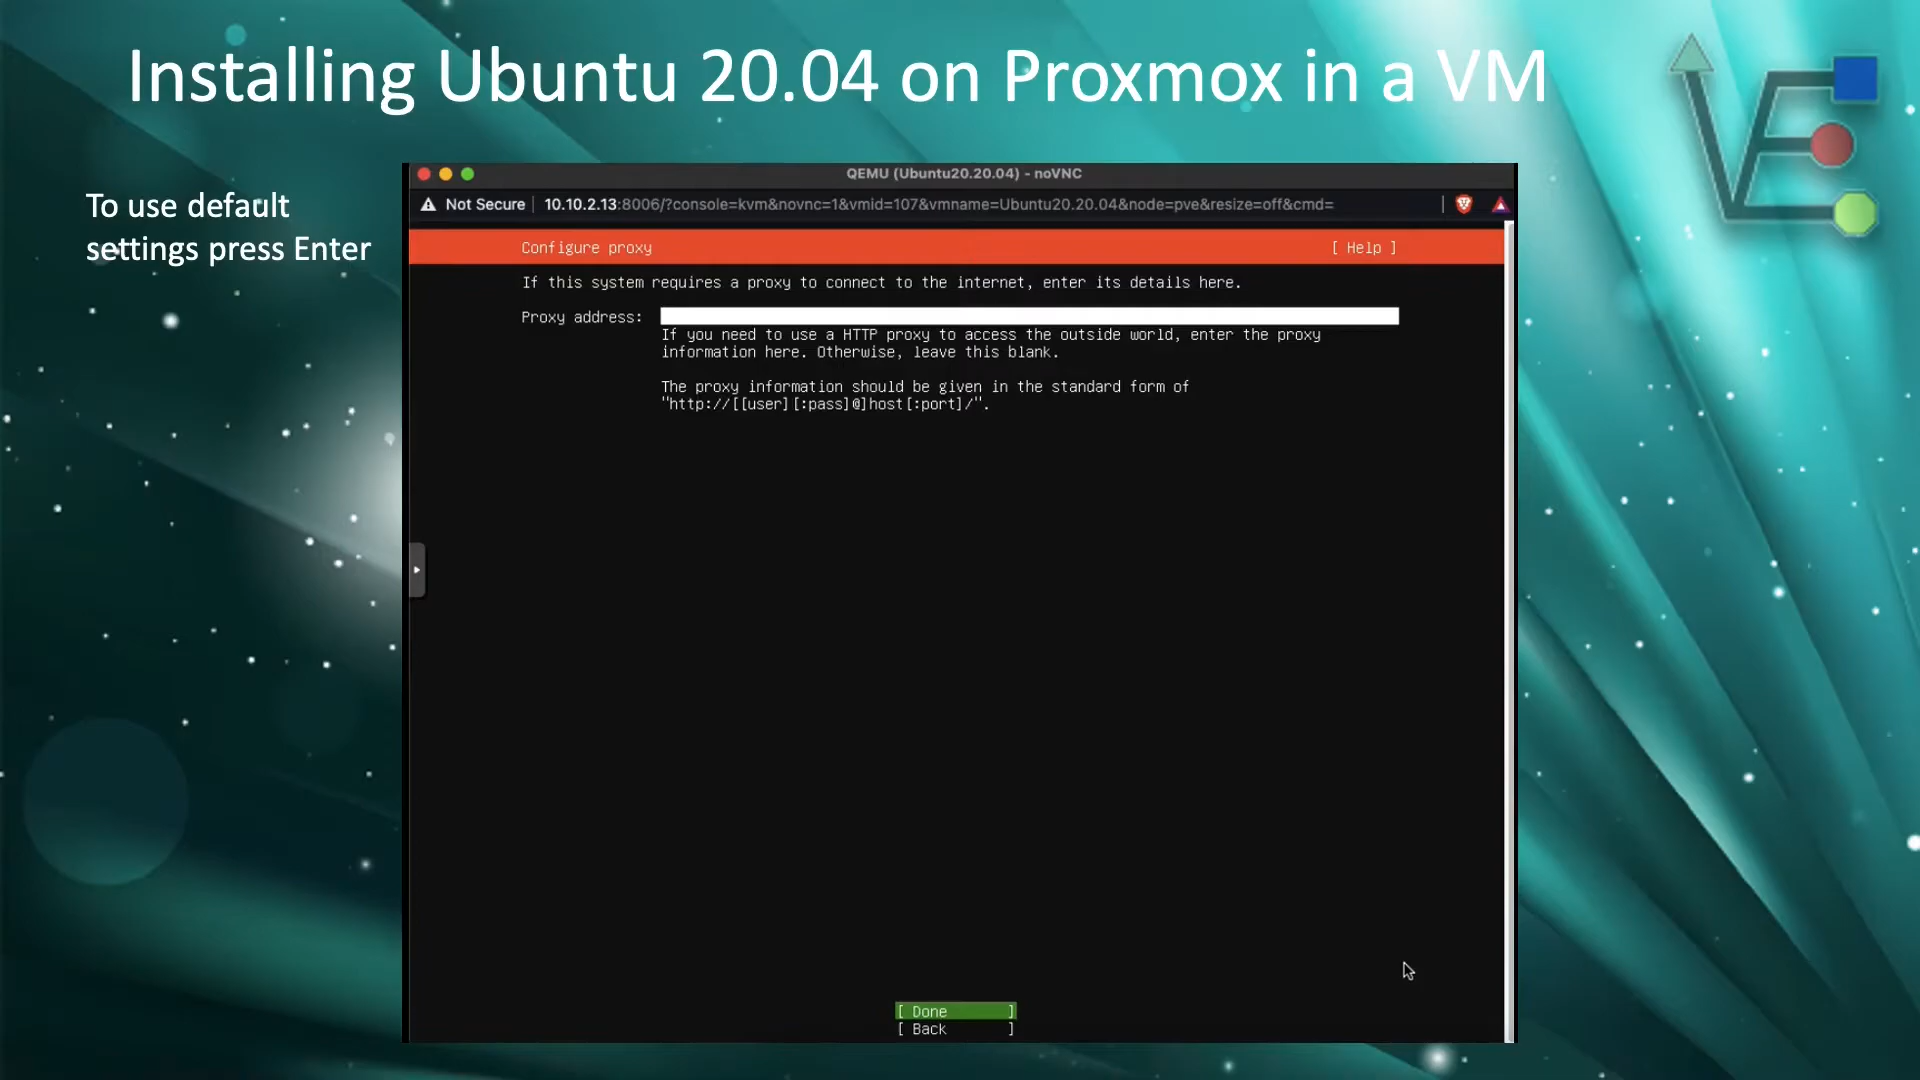 Installing Ubuntu 20.04 on Proxmox in a VM
To use default
settings press Enter
QEMU (Ubuntu20.20.04) - noVNC
Not Secure | 10.10.2.13:8006/?console=kvm&novnc=1&vmid=107&vmname=Ubuntu20.20.04&node=pve&resize=off&cmd=
Configure proxy [ Help ]
If this system requires a proxy to connect to the internet, enter its details here.
Proxy address:
If you need to use a HTTP proxy to access the outside world, enter the proxy
information here. Otherwise, leave this blank.
The proxy information should be given in the standard form of
"http://[[user][:pass]@]host[:port]/".
[ Done ]
[ Back ]